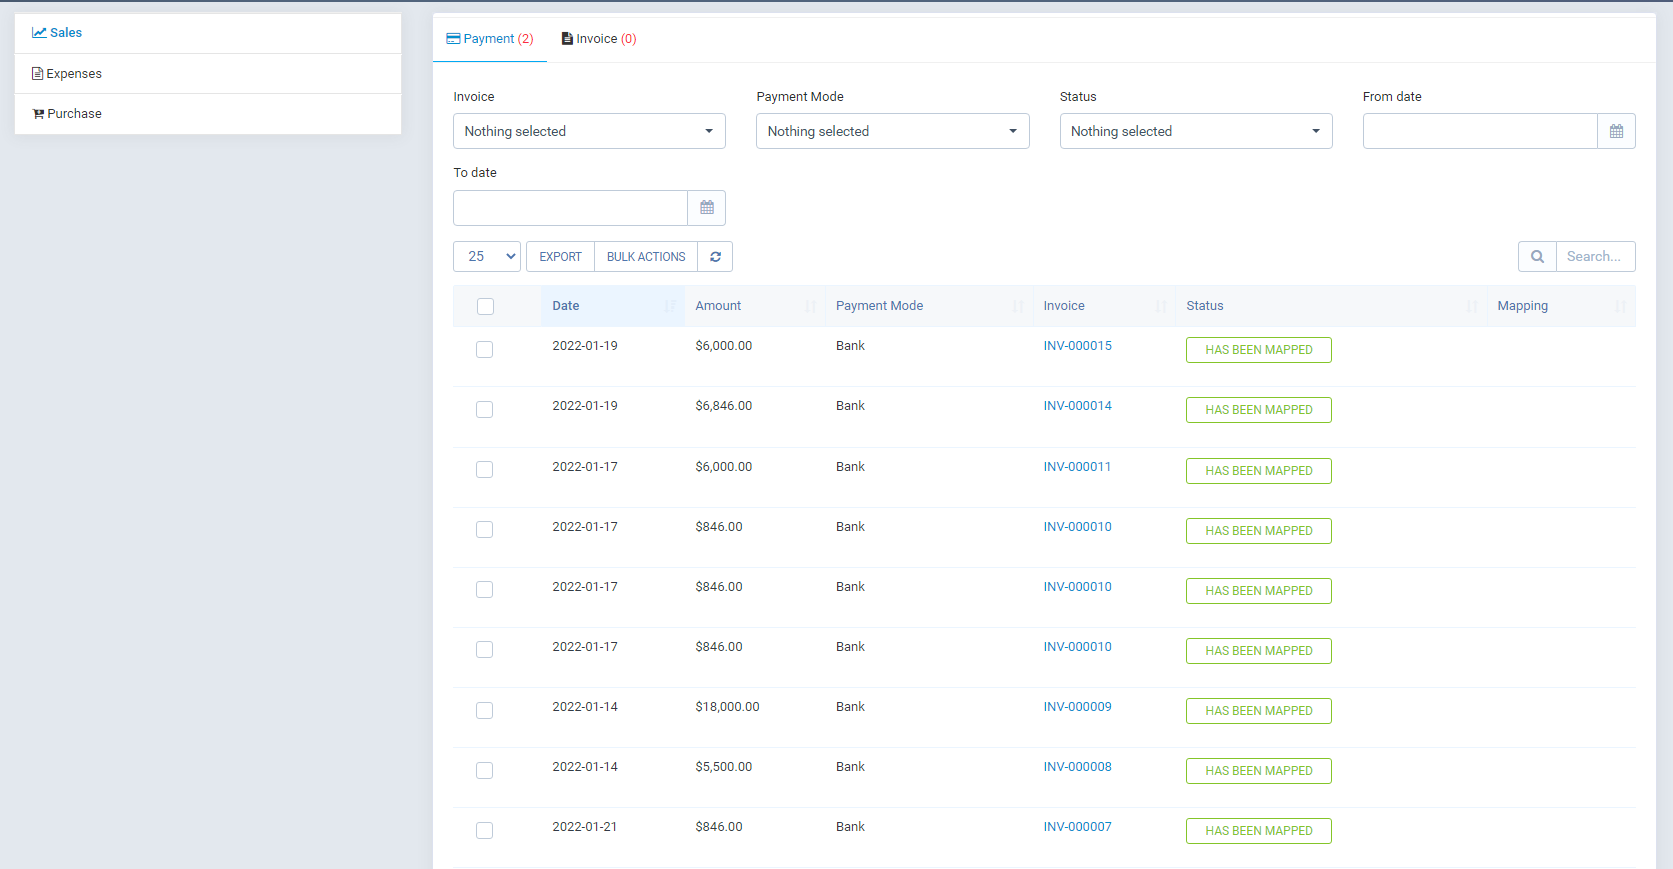 Sales
Expenses
Purchase
Payment (2) Invoice (0)
Invoice Payment Mode Status From date
Nothing selected Nothing selected Nothing selected
To date
25 EXPORT BULK ACTIONS Search...
Date Amount Payment Mode Invoice Status Mapping
2022-01-19 $6,000.00 Bank INV-000015 HAS BEEN MAPPED
2022-01-19 $6,846.00 Bank INV-000014 HAS BEEN MAPPED
2022-01-17 $6,000.00 Bank INV-000011 HAS BEEN MAPPED
2022-01-17 $846.00 Bank INV-000010 HAS BEEN MAPPED
2022-01-17 $846.00 Bank INV-000010 HAS BEEN MAPPED
2022-01-17 $846.00 Bank INV-000010 HAS BEEN MAPPED
2022-01-14 $18,000.00 Bank INV-000009 HAS BEEN MAPPED
2022-01-14 $5,500.00 Bank INV-000008 HAS BEEN MAPPED
2022-01-21 $846.00 Bank INV-000007 HAS BEEN MAPPED